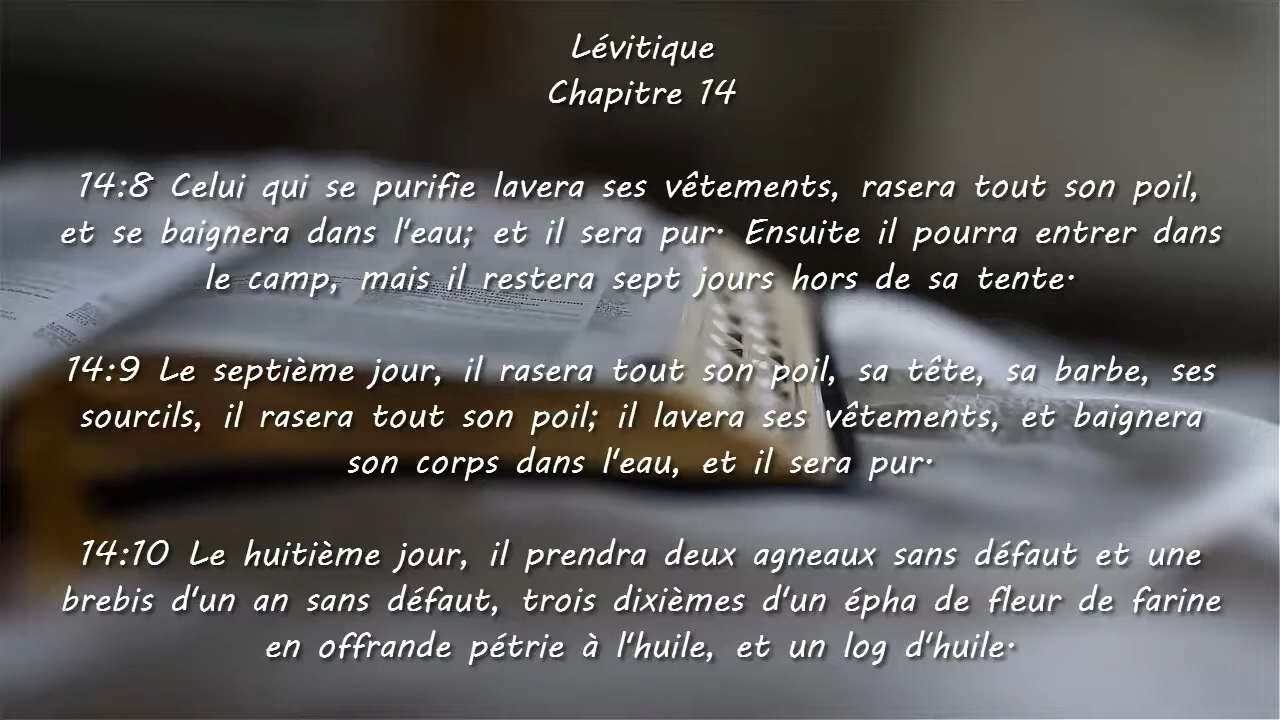 Lévitique
Chapitre 14
14:8 Celui qui se purifie lavera ses vêtements, rasera tout son poil,
et se baignera dans l'eau; et il sera pur. Ensuite il pourra entrer dans
le camp, mais il restera sept jours hors de sa tente.
14:9 Le septième jour, il rasera tout son poil, sa tête, sa barbe, ses
sourcils, il rasera tout son poil; il lavera ses vêtements, et baignera
son corps dans l'eau, et il sera pur.
14:10 Le huitième jour, il prendra deux agneaux sans défaut et une
brebis d'un an sans défaut, trois dixièmes d'un épha de fleur de farine
en offrande pétrie à l'huile, et un log d'huile.